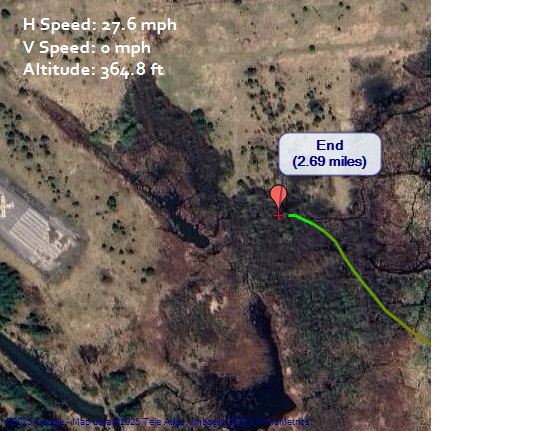 H Speed: 27.6 mph
V Speed: 0 mph
Altitude: 364.8 ft
End
(2.69 miles)